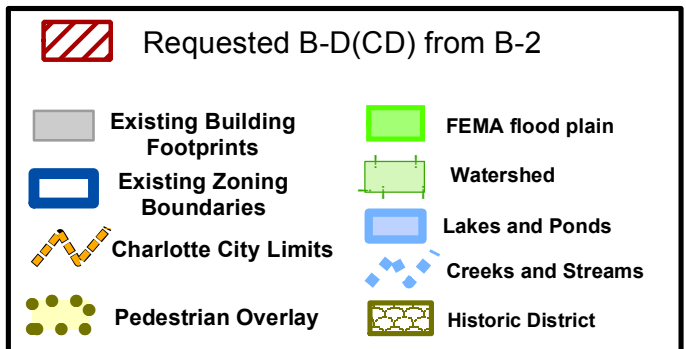 Requested B-D(CD) from B-2
Existing Building
Footprints
Existing Zoning
Boundaries
Charlotte City Limits
Pedestrian Overlay
FEMA flood plain
Watershed
Lakes and Ponds
Creeks and Streams
Historic District